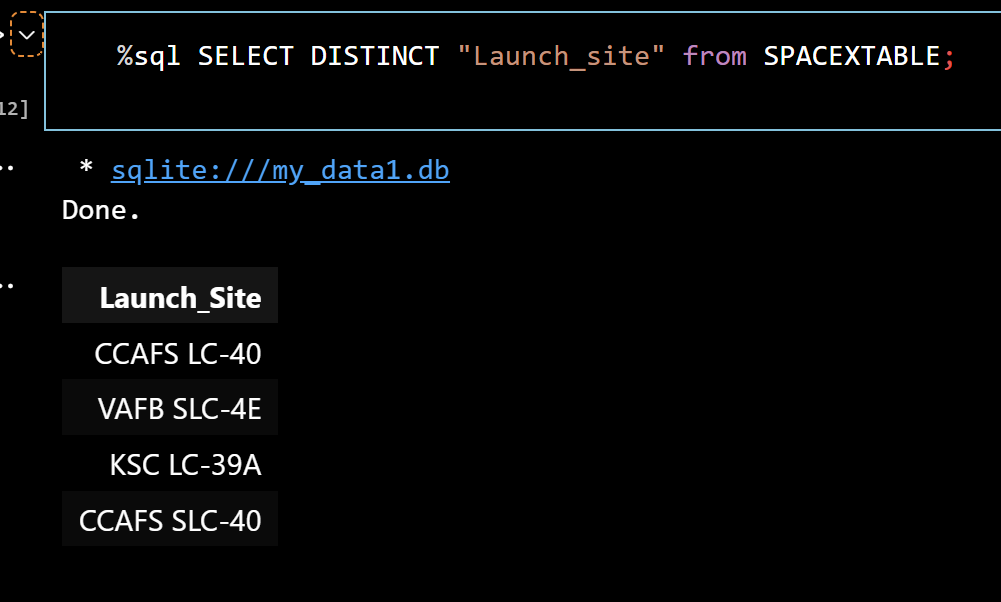 %sql SELECT DISTINCT "Launch_site" from SPACEXTABLE;
12]
* sqlite:///my_data1.db
Done.
Launch_Site
CCAFS LC-40
VAFB SLC-4E
KSC LC-39A
CCAFS SLC-40